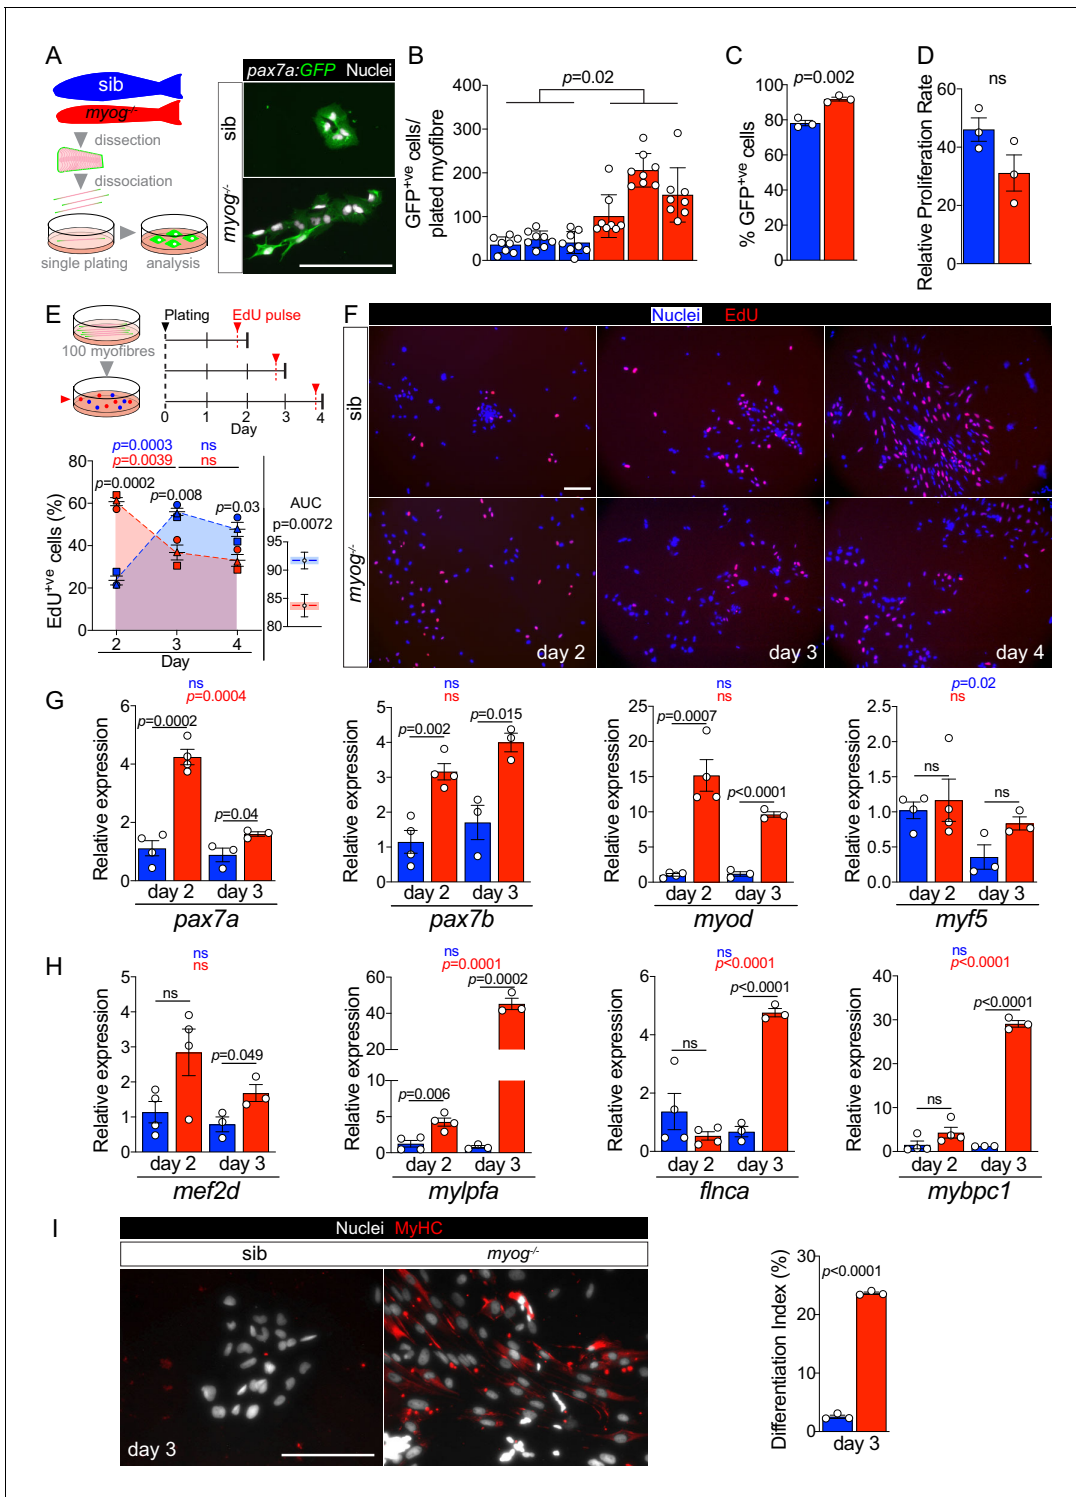 A
sib
myog-/-
dissection
dissociation
single plating
analysis
pax7a:GFP Nuclei
sib
myog-/-
B
p=0.02
GFP+ve cells/
plated myofibre
400
300
200
100
0
C
p=0.002
% GFP+ve cells
100
80
60
40
20
0
D
ns
Relative Proliferation Rate
60
40
20
0
E
100 myofibres
Plating
EdU pulse
0
1
2
3
4
Day
p=0.0003
ns
p=0.0039
ns
p=0.0002
p=0.008
p=0.03
EdU+ve cells (%)
80
60
40
20
0
2
3
4
Day
AUC
p=0.0072
95
90
85
80
F
Nuclei EdU
sib
myog-/-
day 2
day 3
day 4
G
ns
p=0.0004
p=0.0002
p=0.04
Relative expression
6
4
2
0
day 2 day 3
pax7a
ns
ns
p=0.002
p=0.015
Relative expression
5
4
3
2
1
0
day 2 day 3
pax7b
ns
ns
p=0.0007
p<0.0001
Relative expression
25
20
15
10
5
0
day 2 day 3
myod
p=0.02
ns
ns
ns
Relative expression
2.5
2.0
1.5
1.0
0.5
0.0
day 2 day 3
myf5
H
ns
ns
ns
p=0.049
Relative expression
5
4
3
2
1
0
day 2 day 3
mef2d
ns
p=0.0001
p=0.0002
p=0.006
Relative expression
60
40
20
10
5
0
day 2 day 3
mylpfa
ns
p<0.0001
p<0.0001
ns
Relative expression
6
4
2
0
day 2 day 3
flnca
ns
p<0.0001
p<0.0001
ns
Relative expression
40
30
20
10
0
day 2 day 3
mybpc1
I
Nuclei MyHC
sib
myog-/-
day 3
Differentiation Index (%)
p<0.0001
30
20
10
0
day 3